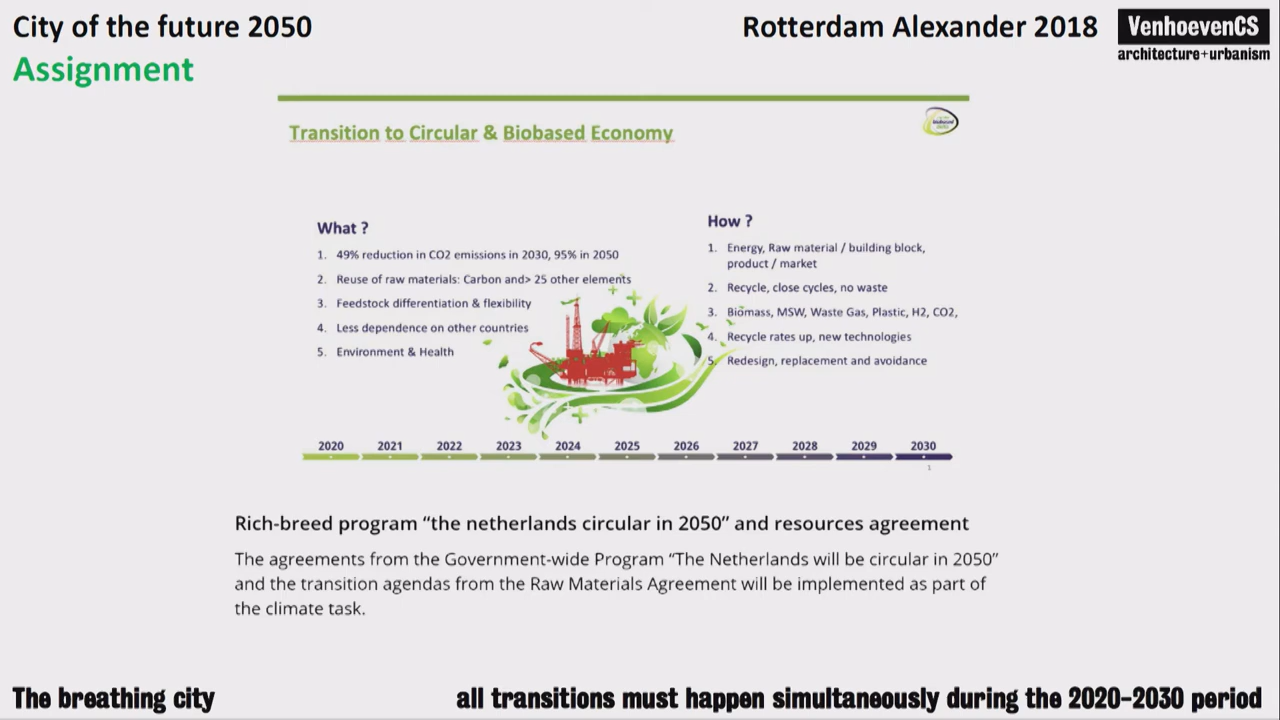 City of the future 2050
Rotterdam Alexander 2018
VenhoevenCS
architecture+urbanism
Assignment
Transition to Circular & Biobased Economy
What ?
1. 49% reduction in CO2 emissions in 2030, 95% in 2050
2. Reuse of raw materials: Carbon and> 25 other elements
3. Feedstock differentiation & flexibility
4. Less dependence on other countries
5. Environment & Health
How ?
1. Energy, Raw material / building block,
product / market
2. Recycle, close cycles, no waste
3. Biomass, MSW, Waste Gas, Plastic, H2, CO2,
4. Recycle rates up, new technologies
5. Redesign, replacement and avoidance
2020 2021 2022 2023 2024 2025 2026 2027 2028 2029 2030
1
Rich-breed program “the netherlands circular in 2050” and resources agreement
The agreements from the Government-wide Program “The Netherlands will be circular in 2050”
and the transition agendas from the Raw Materials Agreement will be implemented as part of
the climate task.
The breathing city
all transitions must happen simultaneously during the 2020-2030 period